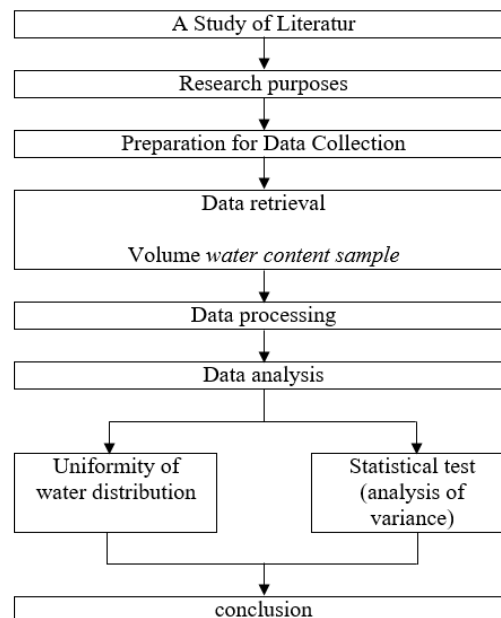 A Study of Literatur
Research purposes
Preparation for Data Collection
Data retrieval
Volume water content sample
Data processing
Data analysis
Uniformity of
water distribution
Statistical test
(analysis of
variance)
conclusion